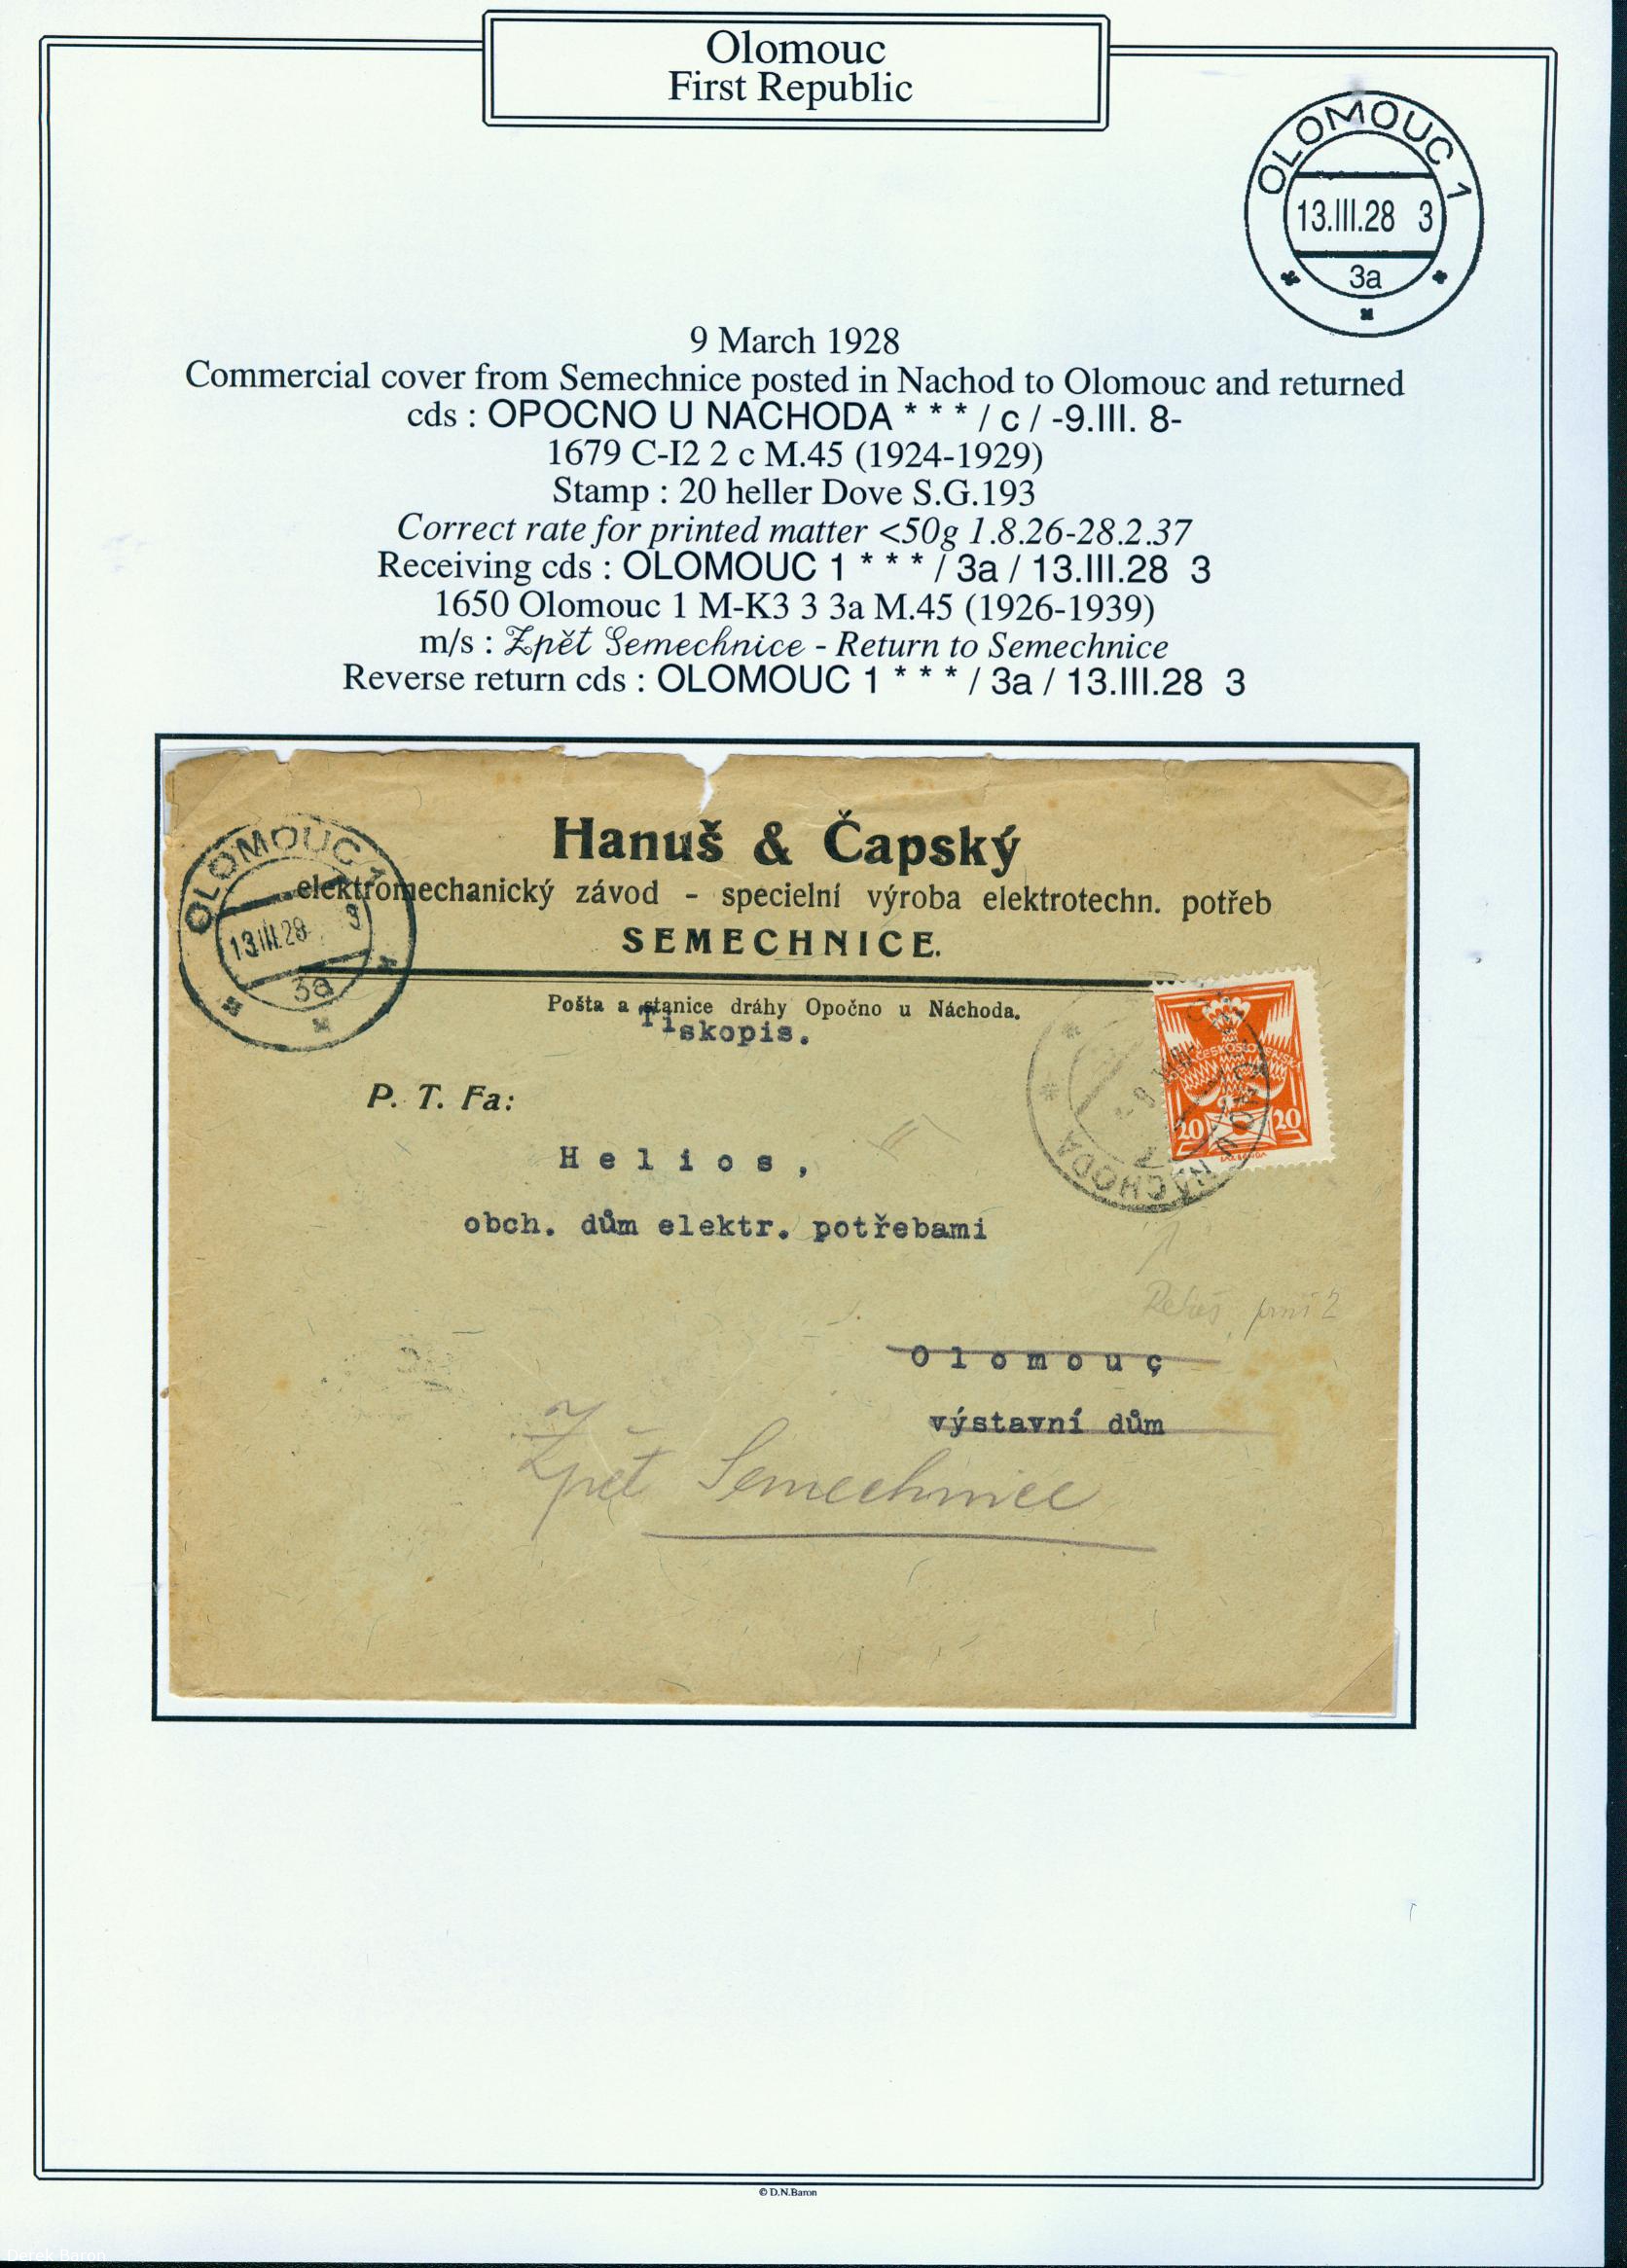 Olomouc
First Republic
OLOMOUC 1
13.III.28 3
3a
9 March 1928
Commercial cover from Semechnice posted in Nachod to Olomouc and returned
cds : OPOCNO U NACHODA * * * / c / -9.III. 8-
1679 C-I2 2 c M.45 (1924-1929)
Stamp : 20 heller Dove S.G.193
Correct rate for printed matter <50g 1.8.26-28.2.37
Receiving cds : OLOMOUC 1 * * * / 3a / 13.III.28 3
1650 Olomouc 1 M-K3 3 3a M.45 (1926-1939)
m/s : Zpět Semechnice - Return to Semechnice
Reverse return cds : OLOMOUC 1 * * * / 3a / 13.III.28 3
OLOMOUC 1
13.III.28 3
3a
Hanuš & Čapský
elektromechanický závod - specielní výroba elektrotechn. potřeb
SEMECHNICE.
Pošta a stanice dráhy Opočno u Náchoda.
Tiskopis.
ČESKOSLOVENSKÁ
20 20
NÁCHODA
P. T. Fa:
Helios,
obch. dům elektr. potřebami
Olomouc
výstavní dům
Zpět Semechnice
© D.N.Baron
Derek Baron